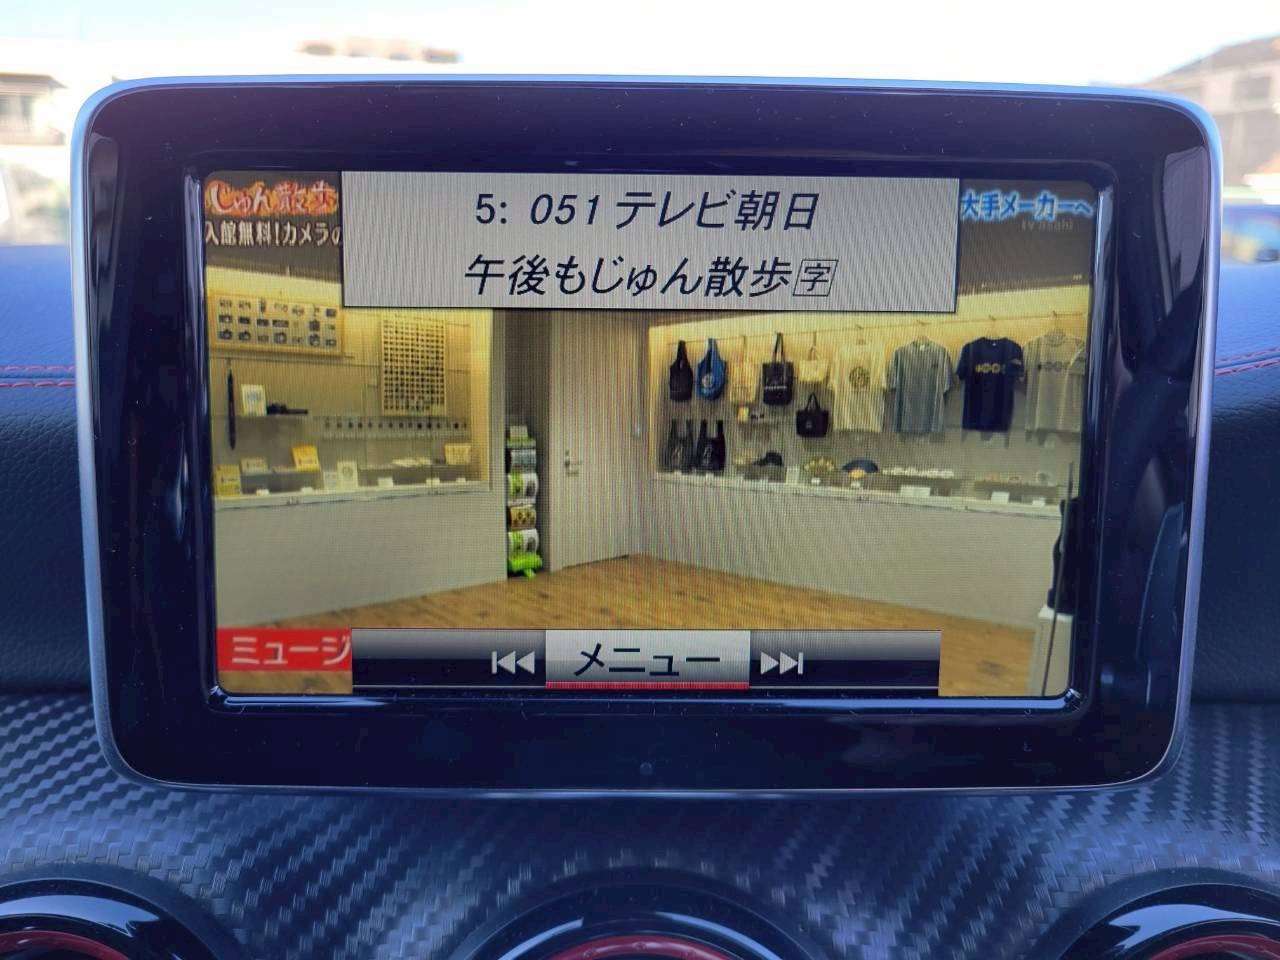 じゅん散歩
入館無料!カメラの
5: 051 テレビ朝日
午後もじゅん散歩字
大手メーカーへ
tv asahi
ミュージ
メニュー